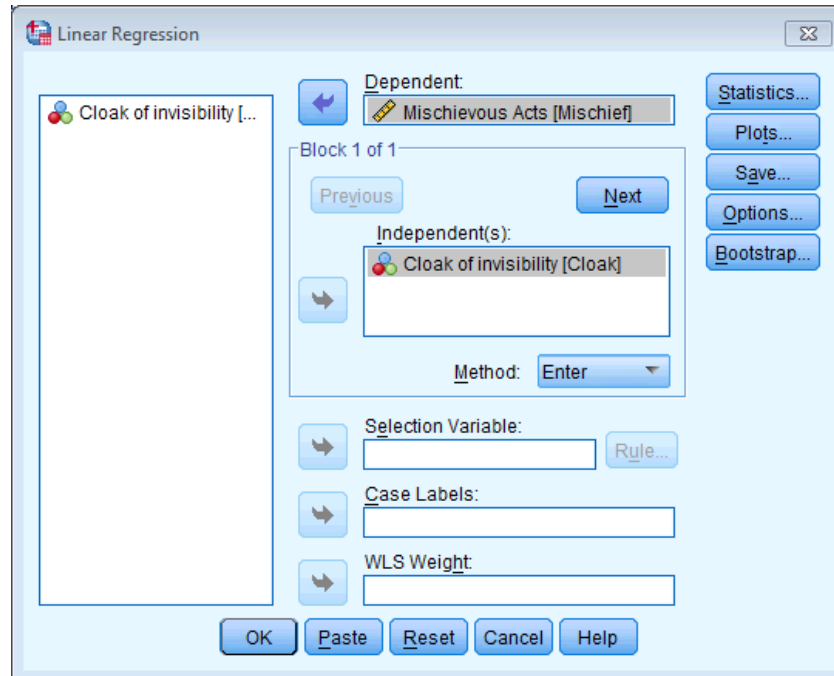 Linear Regression
Cloak of invisibility [...
Dependent:
Mischievous Acts [Mischief]
Block 1 of 1
Previous
Next
Independent(s):
Cloak of invisibility [Cloak]
Method: Enter
Selection Variable:
Rule...
Case Labels:
WLS Weight:
Statistics...
Plots...
Save...
Options...
Bootstrap...
OK Paste Reset Cancel Help